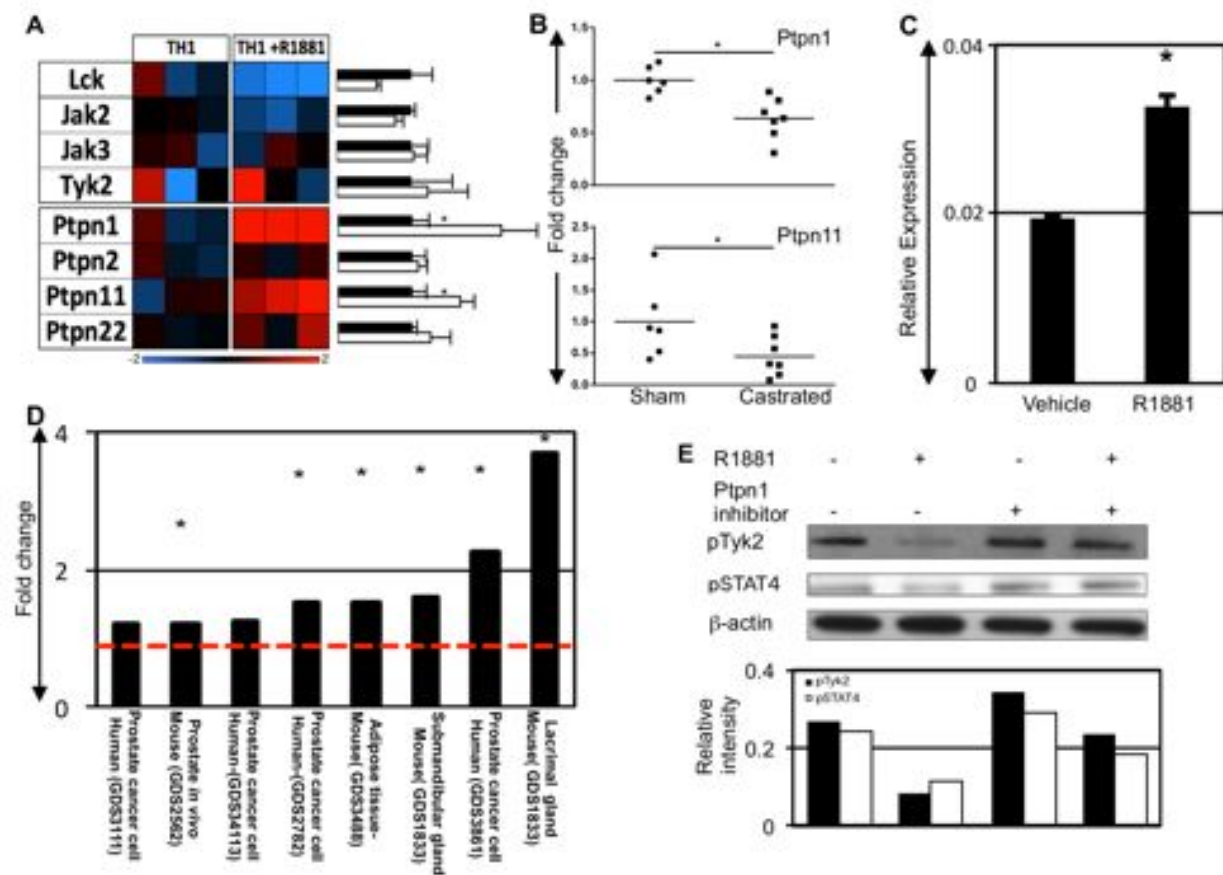 A
TH1 TH1 +R1881
Lck
Jak2
Jak3
Tyk2
Ptpn1 *
Ptpn2
Ptpn11 *
Ptpn22
-2 2
B
Fold change
1.5
1.0
0.5
0.0
* Ptpn1
2.5
2.0
1.5
1.0
0.5
0.0
* Ptpn11
Sham Castrated
C
Relative Expression
0.04
0.02
0
*
Vehicle R1881
D
Fold change
4
2
0
* * * * * *
Prostate cancer cell
Human (GDS3111)
Prostate in vivo
Mouse (GDS2562)
Prostate cancer cell
Human-(GDS34113)
Prostate cancer cell
Human-(GDS2782)
Adipose tissue-
Mouse( GDS3488)
Submandibular gland
Mouse( GDS1833)
Prostate cancer cell
Human (GDS3861)
Lacrimal gland
Mouse( GDS1833)
E
R1881 - + - +
Ptpn1
inhibitor - - + +
pTyk2
pSTAT4
β-actin
Relative
intensity
0.4
0.2
0
pTyk2
pSTAT4